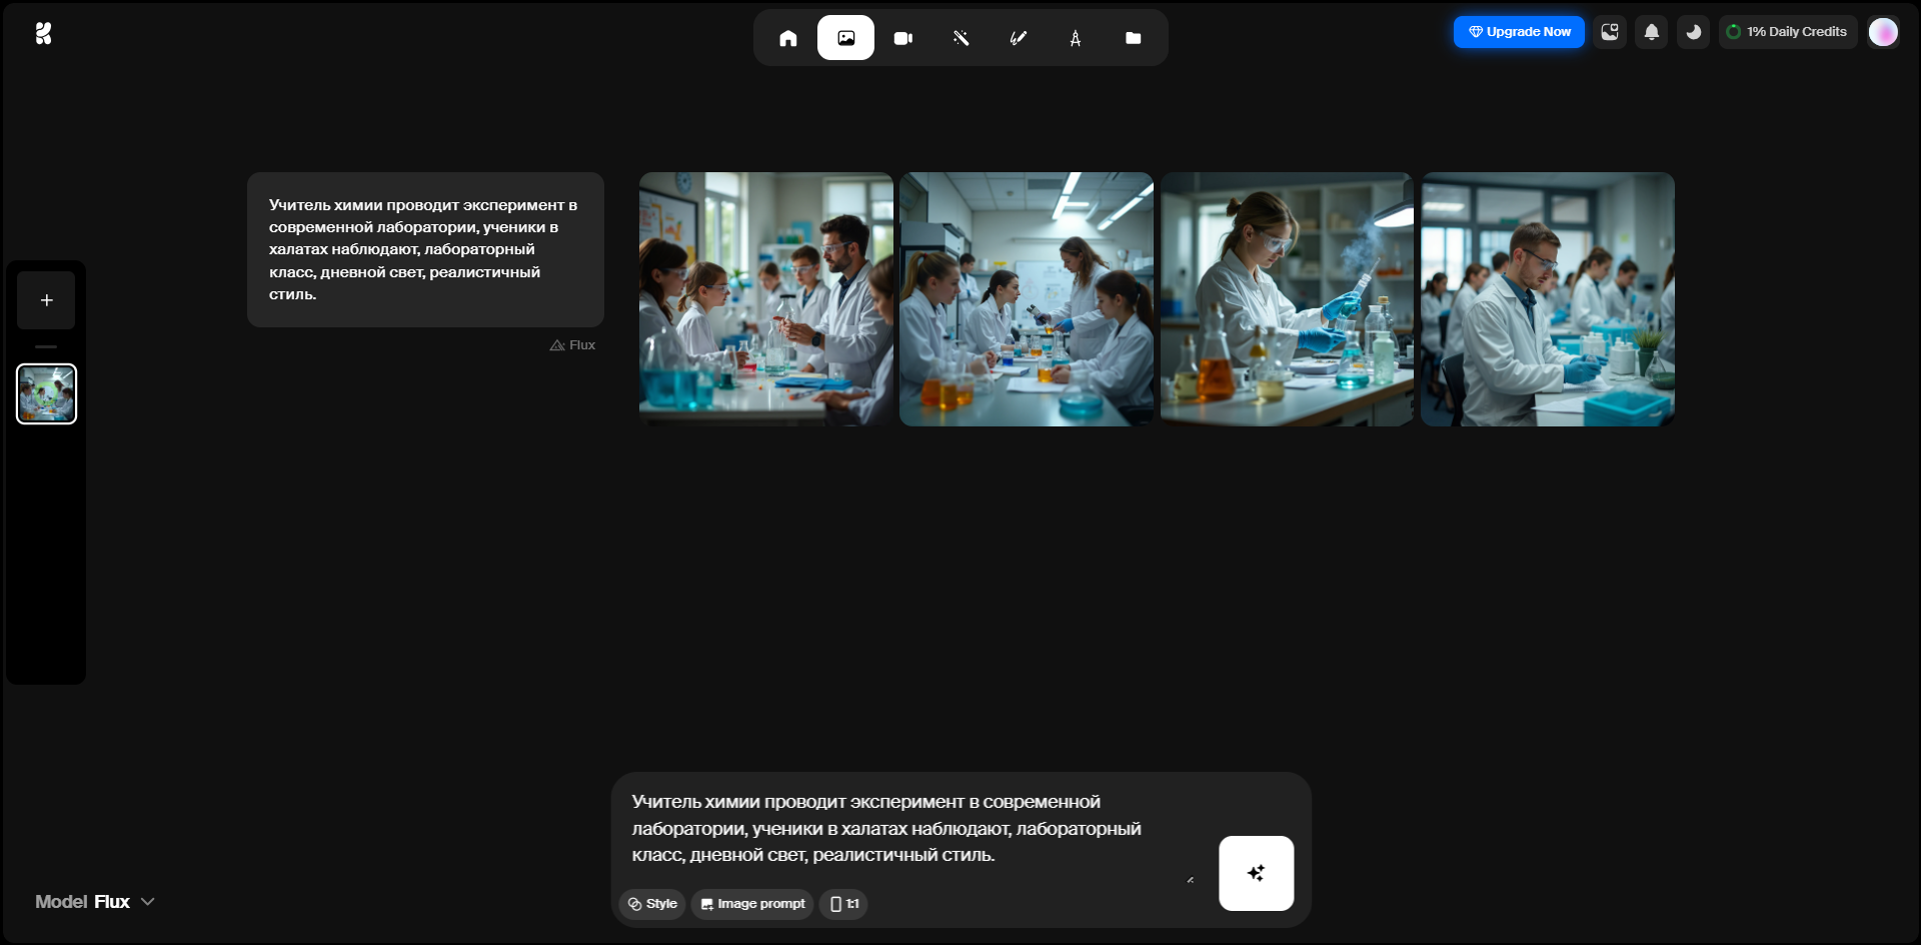 Upgrade Now
1% Daily Credits
Учитель химии проводит эксперимент в
современной лаборатории, ученики в
халатах наблюдают, лабораторный
класс, дневной свет, реалистичный
стиль.
Flux
Учитель химии проводит эксперимент в современной
лаборатории, ученики в халатах наблюдают, лабораторный
класс, дневной свет, реалистичный стиль.
Style
Image prompt
1:1
Model Flux